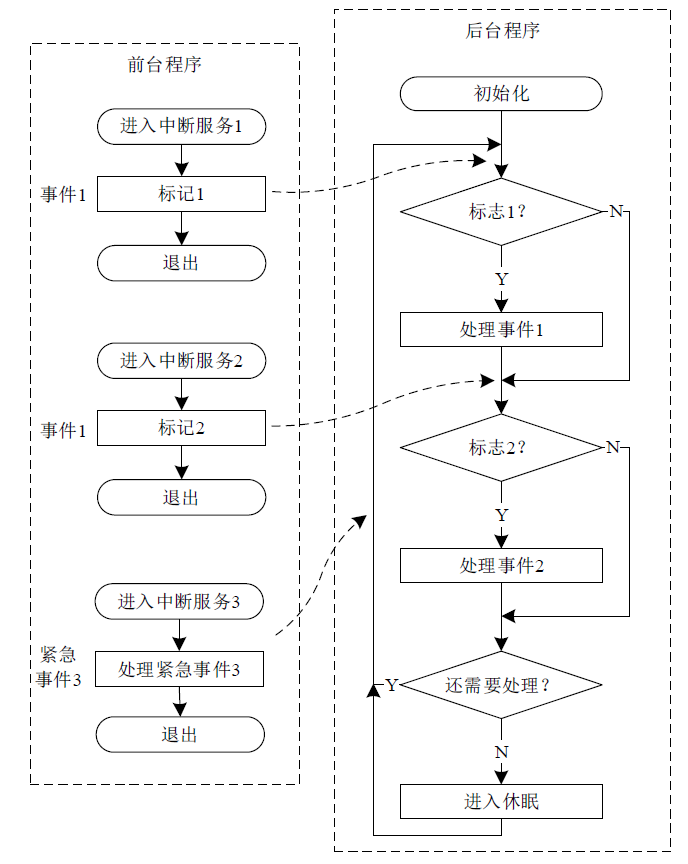 前台程序
进入中断服务1
事件1
标记1
退出
进入中断服务2
事件1
标记2
退出
进入中断服务3
紧急
事件3
处理紧急事件3
退出
后台程序
初始化
标志1？
N
Y
处理事件1
标志2？
N
Y
处理事件2
还需要处理？
Y
N
进入休眠